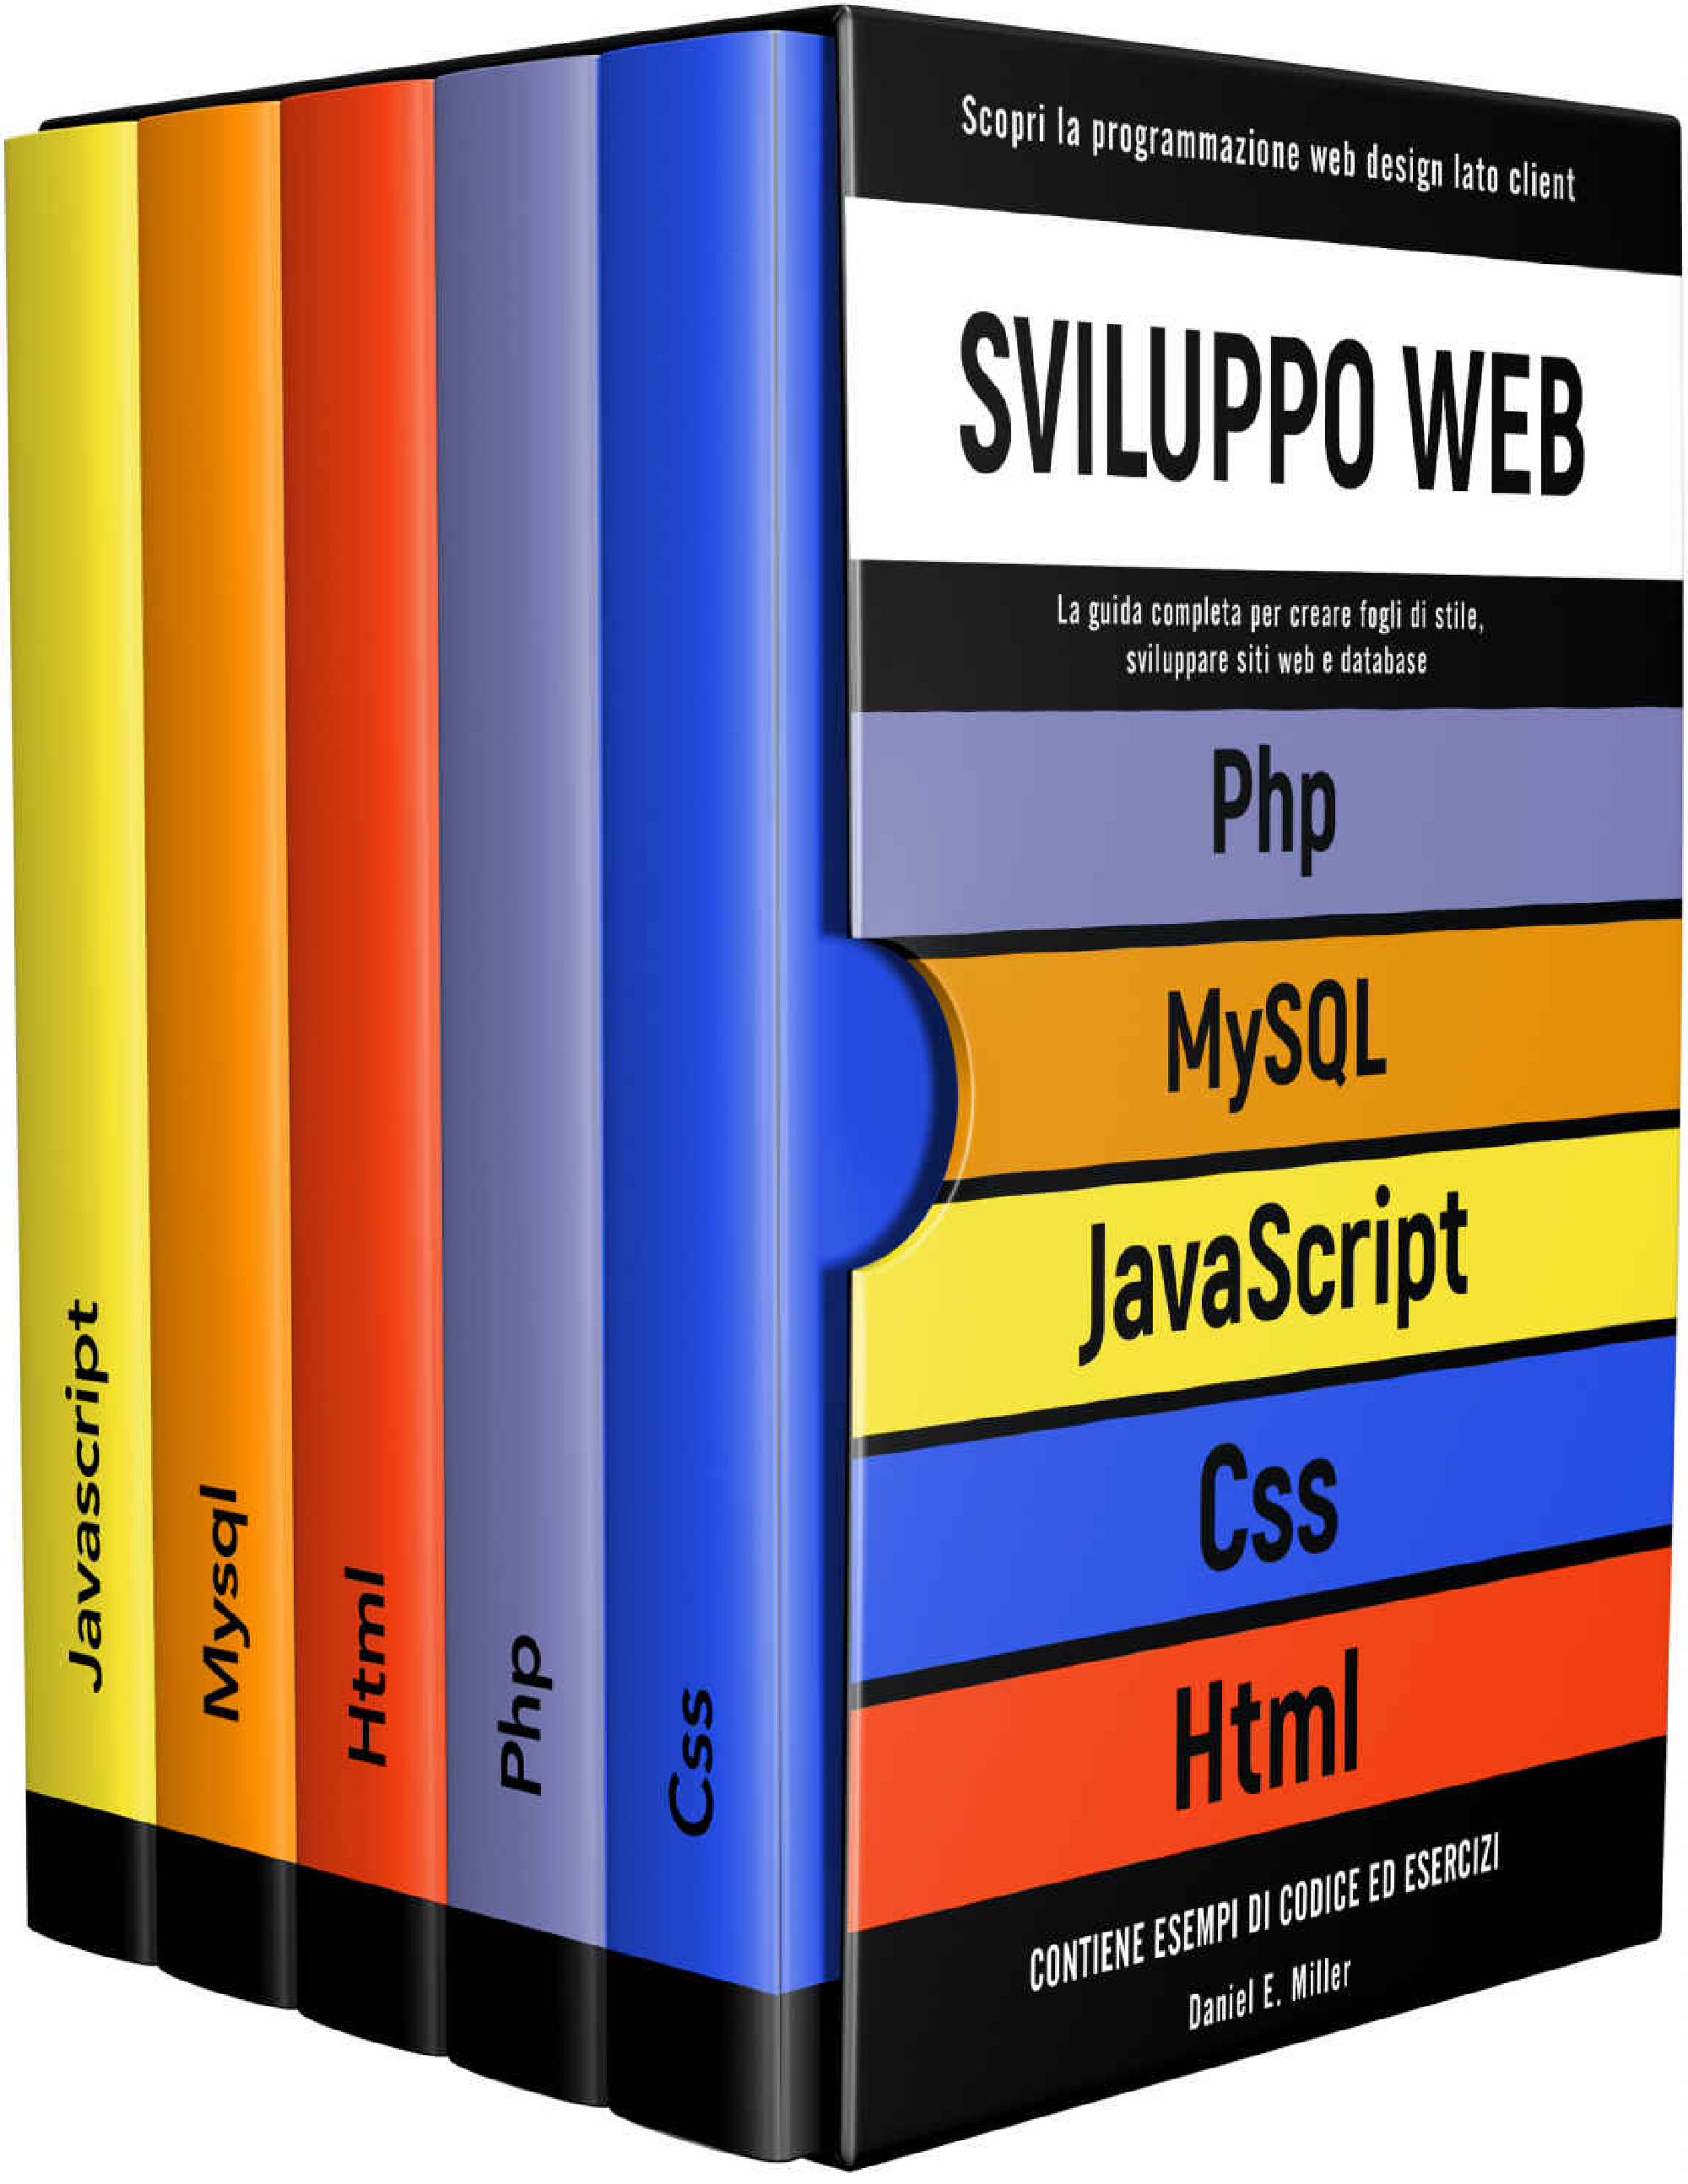 Javascript
Mysql
Html
Php
Css
Scopri la programmazione web design lato client
SVILUPPO WEB
La guida completa per creare fogli di stile,
sviluppare siti web e database
Php
MySQL
JavaScript
Css
Html
CONTIENE ESEMPI DI CODICE ED ESERCIZI
Daniel E. Miller